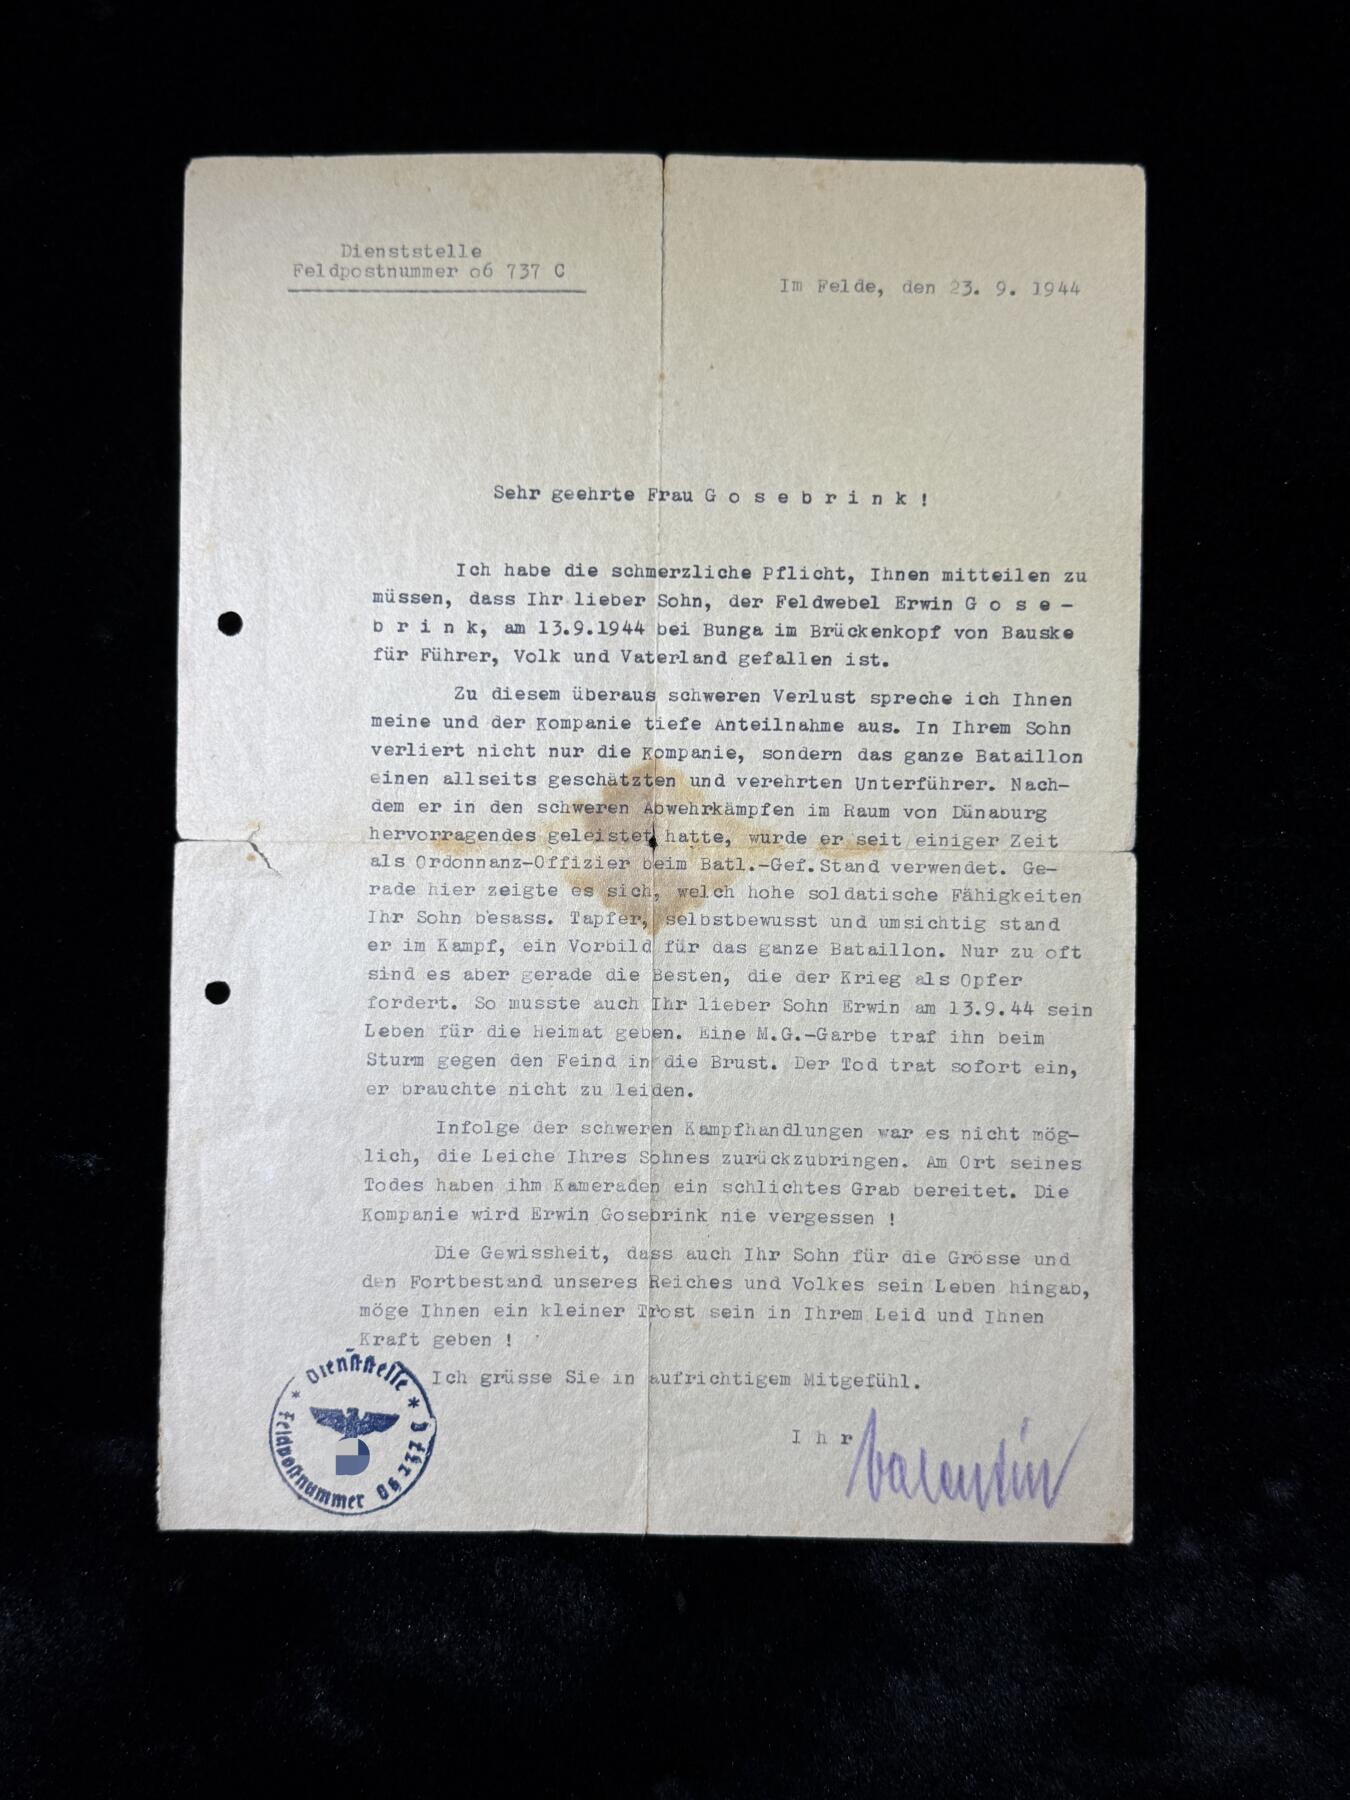 Dienststelle
Feldpostnummer o6 737 C
Im Felde, den 23. 9. 1944
Sehr geehrte Frau G o s e b r i n k !
Ich habe die schmerzliche Pflicht, Ihnen mitteilen zu
müssen, dass Ihr lieber Sohn, der Feldwebel Erwin G o s e -
b r i n k, am 13.9.1944 bei Bunga im Brückenkopf von Bauske
für Führer, Volk und Vaterland gefallen ist.
Zu diesem überaus schweren Verlust spreche ich Ihnen
meine und der Kompanie tiefe Anteilnahme aus. In Ihrem Sohn
verliert nicht nur die Kompanie, sondern das ganze Bataillon
einen allseits geschätzten und verehrten Unterführer. Nach-
dem er in den schweren Abwehrkämpfen im Raum von Dünaburg
hervorragendes geleistet hatte, wurde er seit einiger Zeit
als Ordonnanz-Offizier beim Batl.-Gef.Stand verwendet. Ge-
rade hier zeigte es sich, welch hohe soldatische Fähigkeiten
Ihr Sohn besass. Tapfer, selbstbewusst und umsichtig stand
er im Kampf, ein Vorbild für das ganze Bataillon. Nur zu oft
sind es aber gerade die Besten, die der Krieg als Opfer
fordert. So musste auch Ihr lieber Sohn Erwin am 13.9.44 sein
Leben für die Heimat geben. Eine M.G.-Garbe traf ihn beim
Sturm gegen den Feind in die Brust. Der Tod trat sofort ein,
er brauchte nicht zu leiden.
Infolge der schweren Kampfhandlungen war es nicht mög-
lich, die Leiche Ihres Sohnes zurückzubringen. Am Ort seines
Todes haben ihm Kameraden ein schlichtes Grab bereitet. Die
Kompanie wird Erwin Gosebrink nie vergessen !
Die Gewissheit, dass auch Ihr Sohn für die Grösse und
den Fortbestand unseres Reiches und Volkes sein Leben hingab,
möge Ihnen ein kleiner Trost sein in Ihrem Leid und Ihnen
Kraft geben !
Ich grüsse Sie in aufrichtigem Mitgefühl.
I h r Valentin
* Dienststelle *
Feldpostnummer 06737